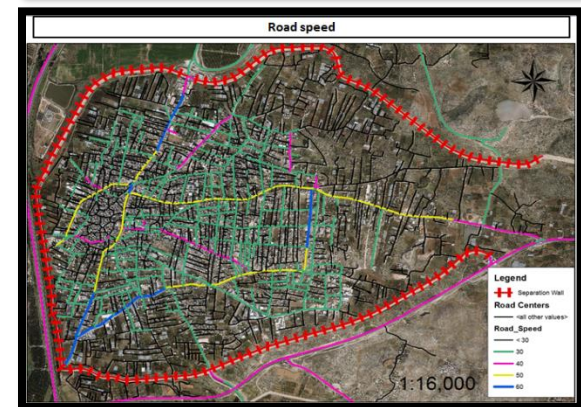 Road speed
Legend
Separation Wall
Road Centers
<all other values>
Road_Speed
< 30
30
40
50
60
1:16,000